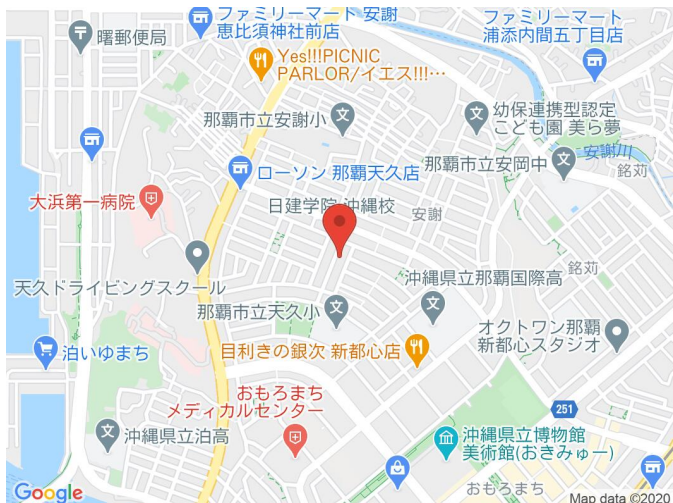 ファミリーマート 安謝
恵比須神社前店
曙郵便局
Yes!!!PICNIC
PARLOR/イエス!!!…
ファミリーマート
浦添内間五丁目店
那覇市立安謝小
幼保連携型認定
こども園 美ら夢
那覇市立安岡中
安謝川
銘苅
ローソン 那覇天久店
大浜第一病院
日建学院 沖縄校
安謝
天久ドライビングスクール
沖縄県立那覇国際高
銘苅
那覇市立天久小
泊いゆまち
目利きの銀次 新都心店
オクトワン那覇
新都心スタジオ
おもろまち
メディカルセンター
251
沖縄県立泊高
沖縄県立博物館
美術館(おきみゅー)
おもろまち
Google
Map data ©2020